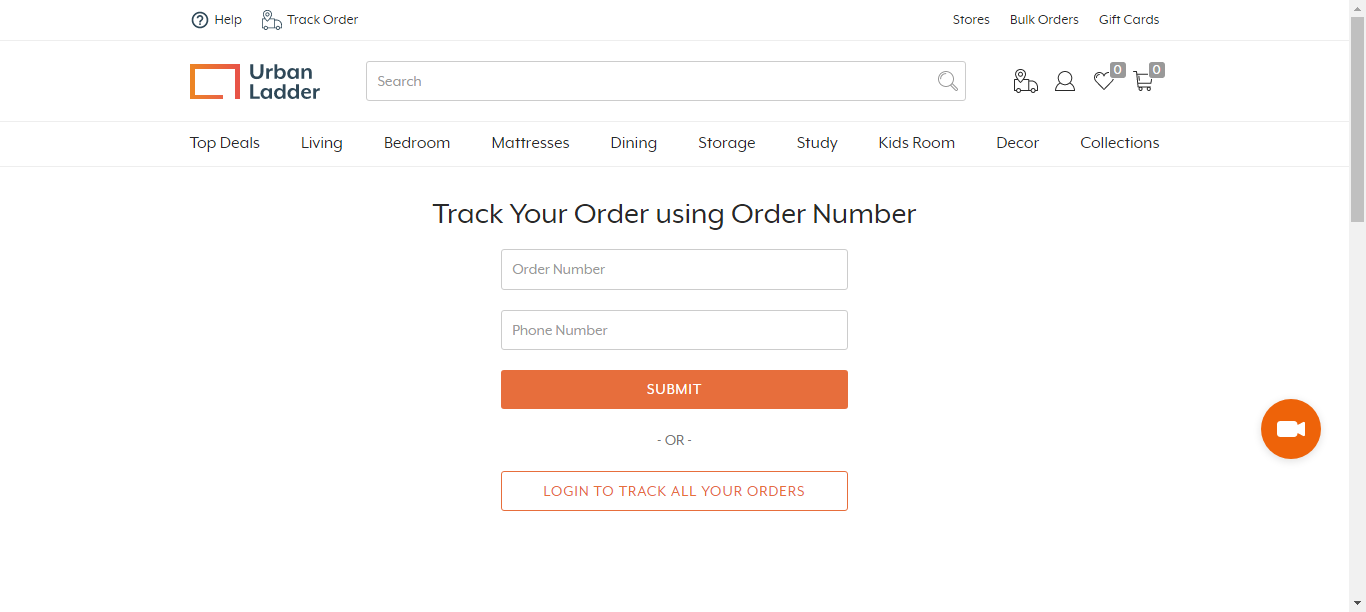 Help Track Order Stores Bulk Orders Gift Cards
Urban
Ladder
Search
0 0
Top Deals Living Bedroom Mattresses Dining Storage Study Kids Room Decor Collections
Track Your Order using Order Number
Order Number
Phone Number
SUBMIT
- OR -
LOGIN TO TRACK ALL YOUR ORDERS